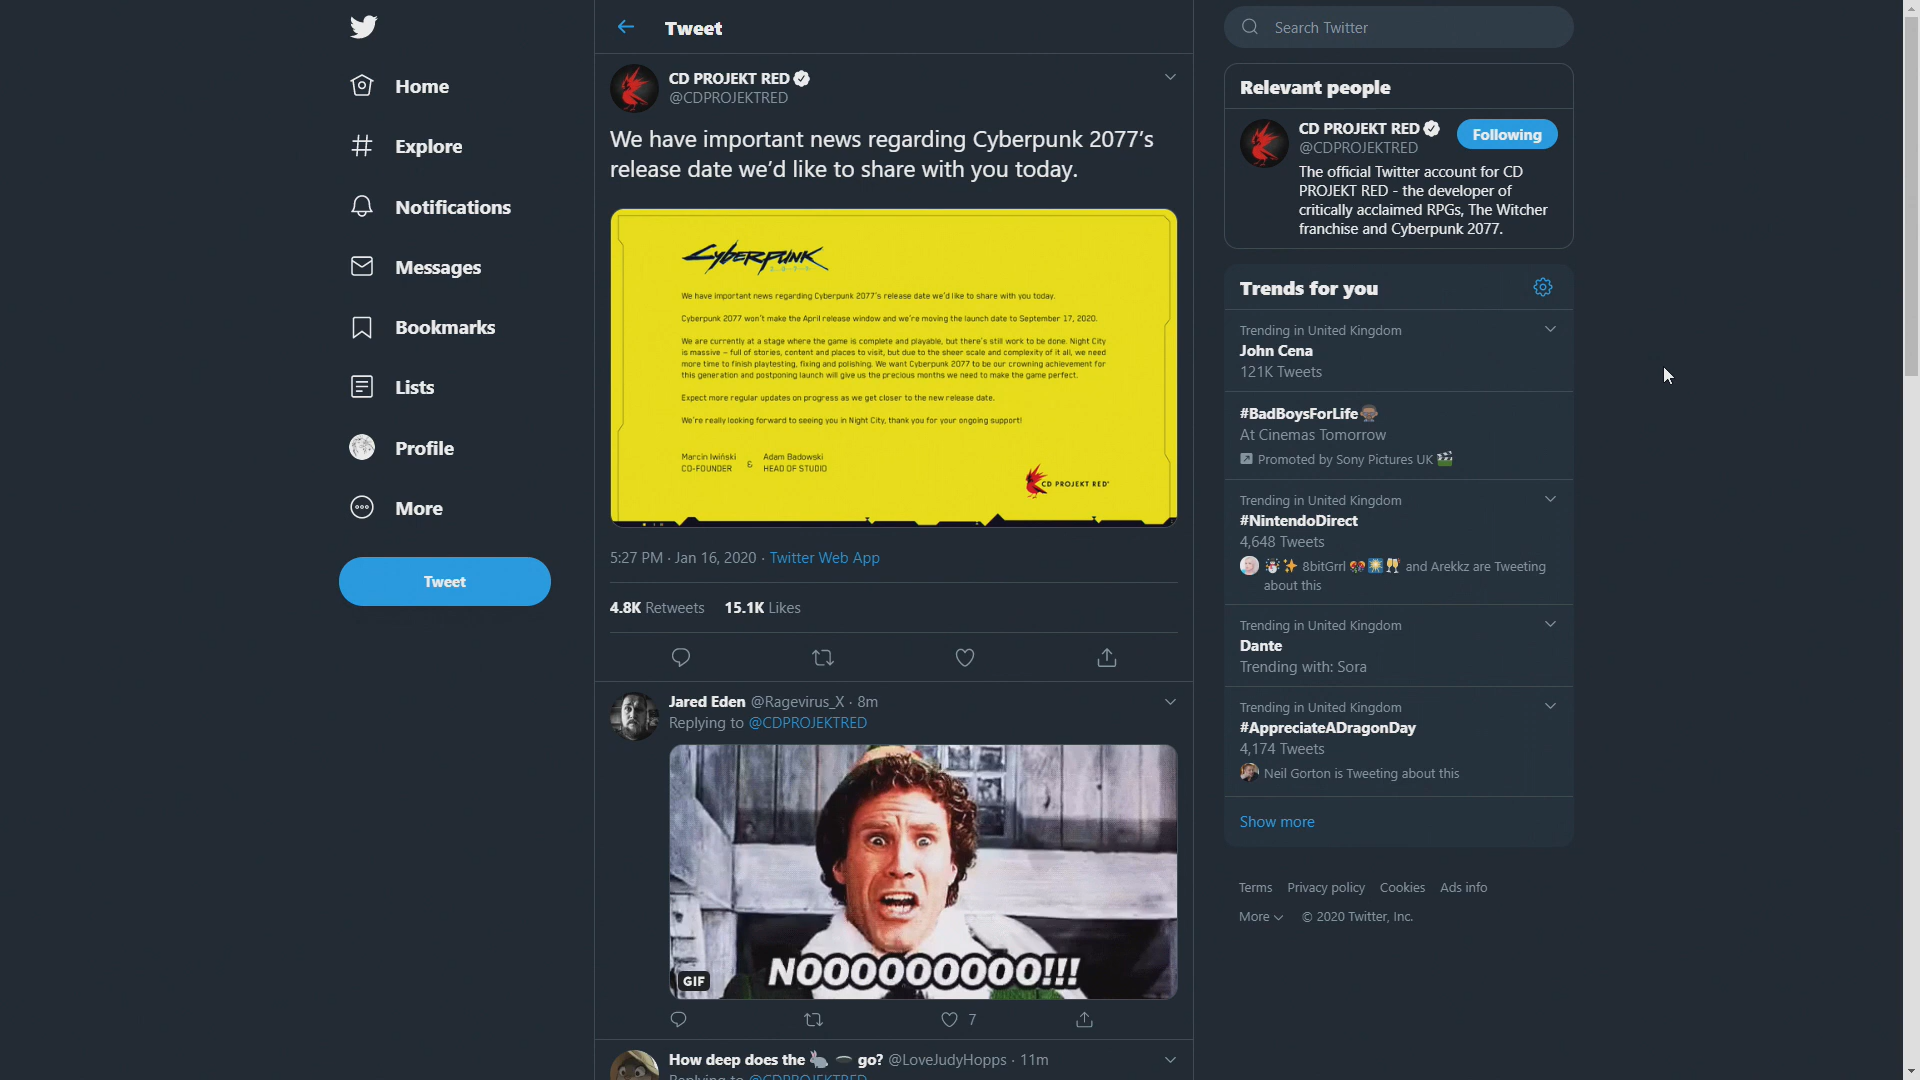 Home
Explore
Notifications
Messages
Bookmarks
Lists
Profile
More
Tweet
Tweet
CD PROJEKT RED
@CDPROJEKTRED
We have important news regarding Cyberpunk 2077’s
release date we’d like to share with you today.
CYBERPUNK
2077
We have important news regarding Cyberpunk 2077's release date we'd like to share with you today.
Cyberpunk 2077 won't make the April release window and we're moving the launch date to September 17, 2020.
We are currently at a stage where the game is complete and playable, but there's still work to be done. Night City
is massive – full of stories, content and places to visit, but due to the sheer scale and complexity of it all, we need
more time to finish playtesting, fixing and polishing. We want Cyberpunk 2077 to be our crowning achievement for
this generation and postponing launch will give us the precious months we need to make the game perfect.
Expect more regular updates on progress as we get closer to the new release date.
We're really looking forward to seeing you in Night City, thank you for your ongoing support!
Marcin Iwiński & Adam Badowski
CO-FOUNDER HEAD OF STUDIO
CD PROJEKT RED®
5:27 PM · Jan 16, 2020 · Twitter Web App
4.8K Retweets 15.1K Likes
Jared Eden @Ragevirus_X · 8m
Replying to @CDPROJEKTRED
NOOOOOOOOO!!!
GIF
7
How deep does the 🐇 🕳 go? @LoveJudyHopps · 11m
Replying to @CDPROJEKTRED
Search Twitter
Relevant people
CD PROJEKT RED
@CDPROJEKTRED
Following
The official Twitter account for CD
PROJEKT RED - the developer of
critically acclaimed RPGs, The Witcher
franchise and Cyberpunk 2077.
Trends for you
Trending in United Kingdom
John Cena
121K Tweets
#BadBoysForLife
At Cinemas Tomorrow
Promoted by Sony Pictures UK 🎬
Trending in United Kingdom
#NintendoDirect
4,648 Tweets
☃✨ 8bitGrrl 🎊🎆🥂 and Arekkz are Tweeting
about this
Trending in United Kingdom
Dante
Trending with: Sora
Trending in United Kingdom
#AppreciateADragonDay
4,174 Tweets
Neil Gorton is Tweeting about this
Show more
Terms Privacy policy Cookies Ads info
More © 2020 Twitter, Inc.